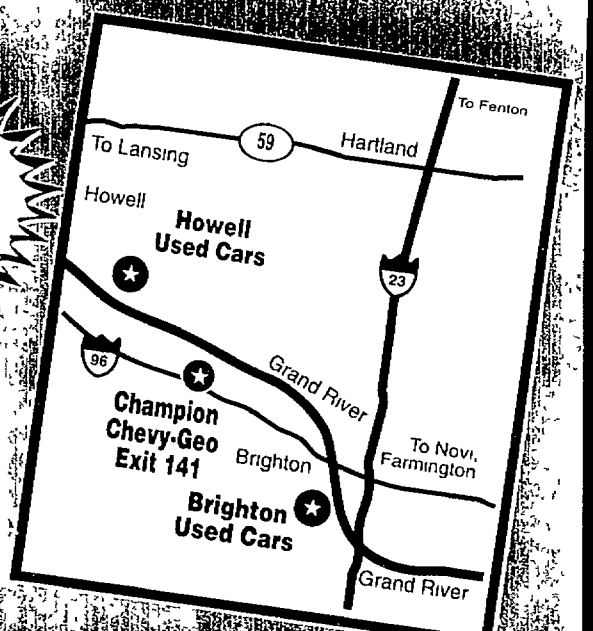 To Fenton
59
Hartland
To Lansing
Howell
Howell
Used Cars
23
96
Grand River
Champion
Chevy-Geo
Exit 141
Brighton
To Novi,
Farmington
Brighton
Used Cars
Grand River